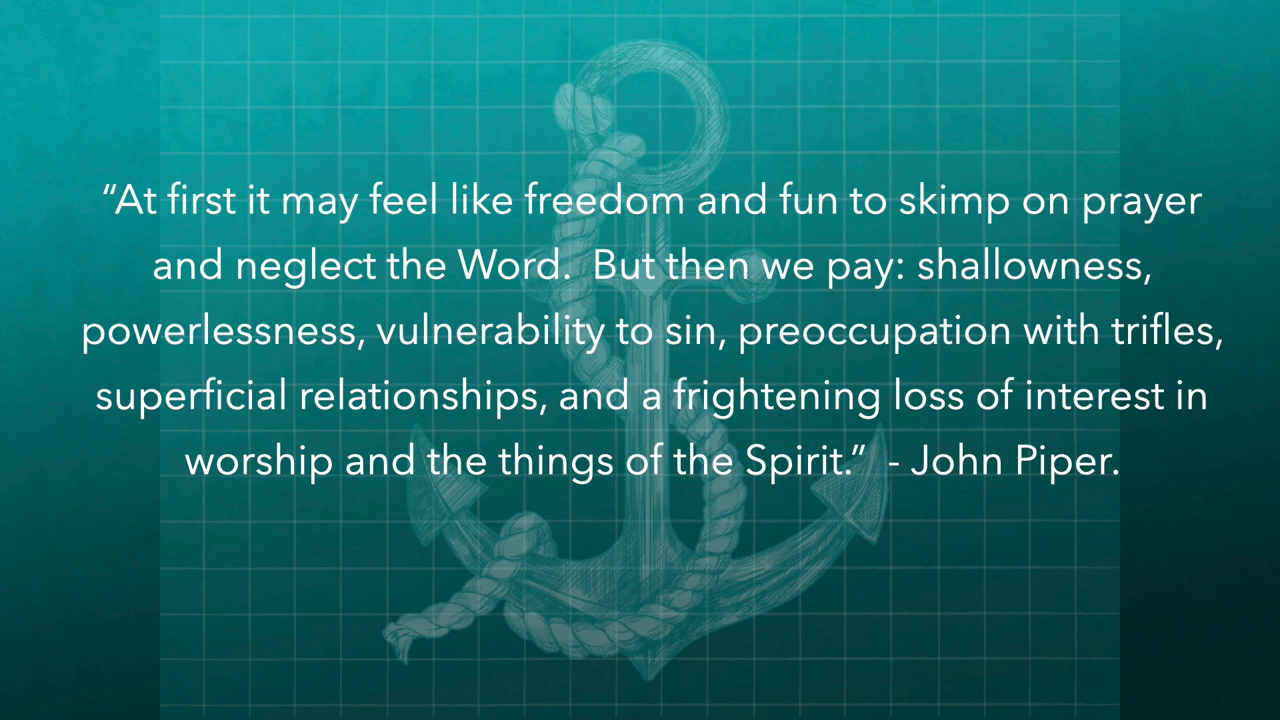 “At first it may feel like freedom and fun to skimp on prayer
and neglect the Word.  But then we pay: shallowness,
powerlessness, vulnerability to sin, preoccupation with trifles,
superficial relationships, and a frightening loss of interest in
worship and the things of the Spirit.”  - John Piper.